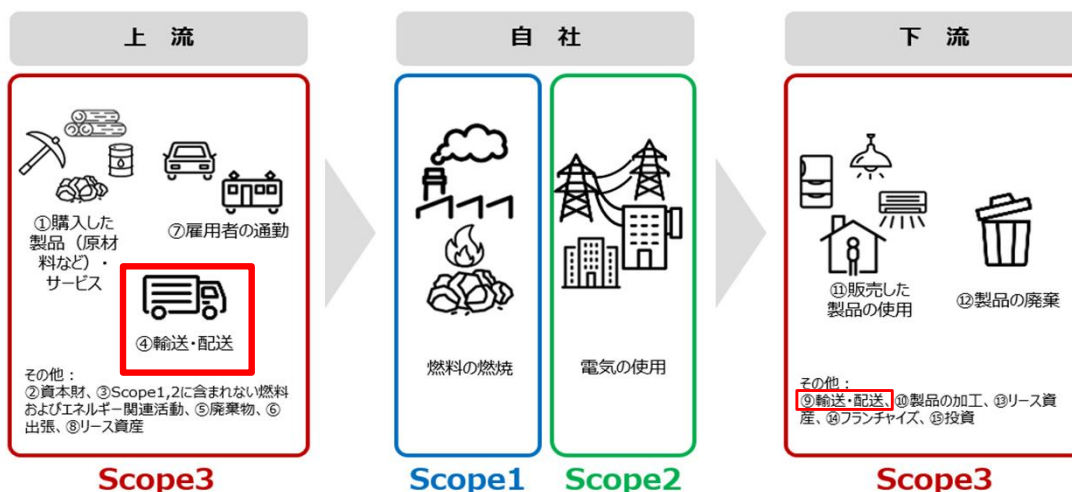 上 流
①購入した
製品（原材
料など）・
サービス
⑦雇用者の通勤
④輸送・配送
その他：
②資本財、③Scope1,2に含まれない燃料
およびエネルギー関連活動、⑤廃棄物、⑥
出張、⑧リース資産
Scope3
自 社
燃料の燃焼
電気の使用
Scope1
Scope2
下 流
⑪販売した
製品の使用
⑫製品の廃棄
その他：
⑨輸送・配送、⑩製品の加工、⑬リース資
産、⑭フランチャイズ、⑮投資
Scope3